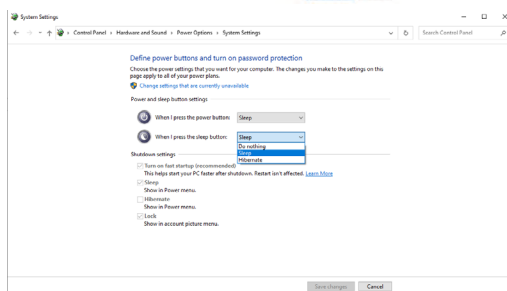 System Settings
Control Panel › Hardware and Sound › Power Options › System Settings
Search Control Panel
Define power buttons and turn on password protection
Choose the power settings that you want for your computer. The changes you make to the settings on this
page apply to all of your power plans.
Change settings that are currently unavailable
Power and sleep button settings
When I press the power button: Sleep
When I press the sleep button: Sleep
Do nothing
Sleep
Hibernate
Shutdown settings
Turn on fast startup (recommended)
This helps start your PC faster after shutdown. Restart isn't affected. Learn More
Sleep
Show in Power menu.
Hibernate
Show in Power menu.
Lock
Show in account picture menu.
Save changes Cancel